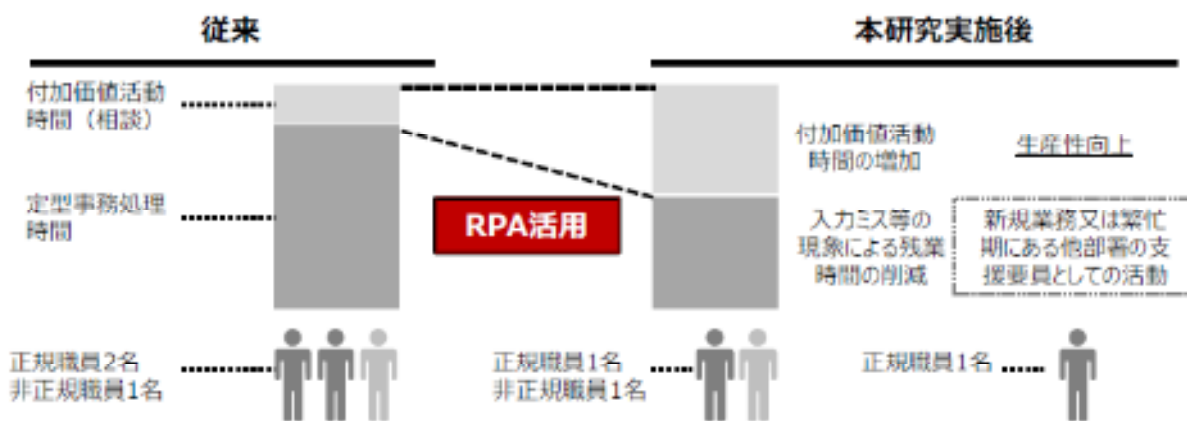 従来
本研究実施後
付加価値活動
時間（相談）
定型事務処理
時間
RPA活用
付加価値活動
時間の増加
生産性向上
入力ミス等の
現象による残業
時間の削減
新規業務又は繁忙
期にある他部署の支
援要員としての活動
正規職員2名
非正規職員1名
正規職員1名
非正規職員1名
正規職員1名